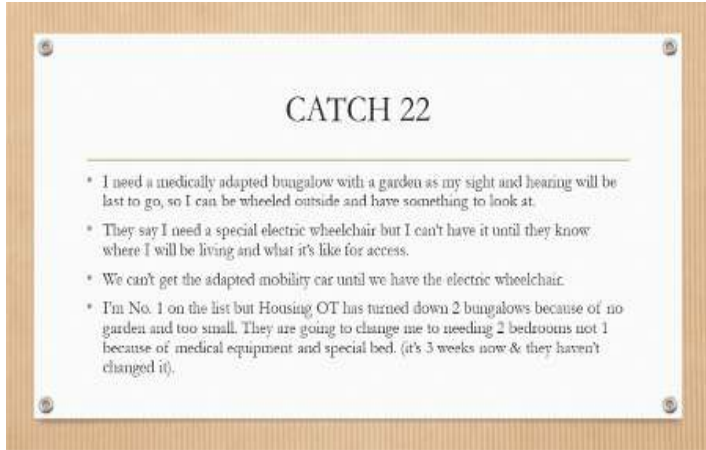 CATCH 22
• I need a medically adapted bungalow with a garden as my sight and hearing will be
last to go, so I can be wheeled outside and have something to look at.
• They say I need a special electric wheelchair but I can't have it until they know
where I will be living and what it's like for access.
• We can't get the adapted mobility car until we have the electric wheelchair.
• I'm No. 1 on the list but Housing OT has turned down 2 bungalows because of no
garden and too small. They are going to change me to needing 2 bedrooms not 1
because of medical equipment and special bed. (it's 3 weeks now & they haven't
changed it).